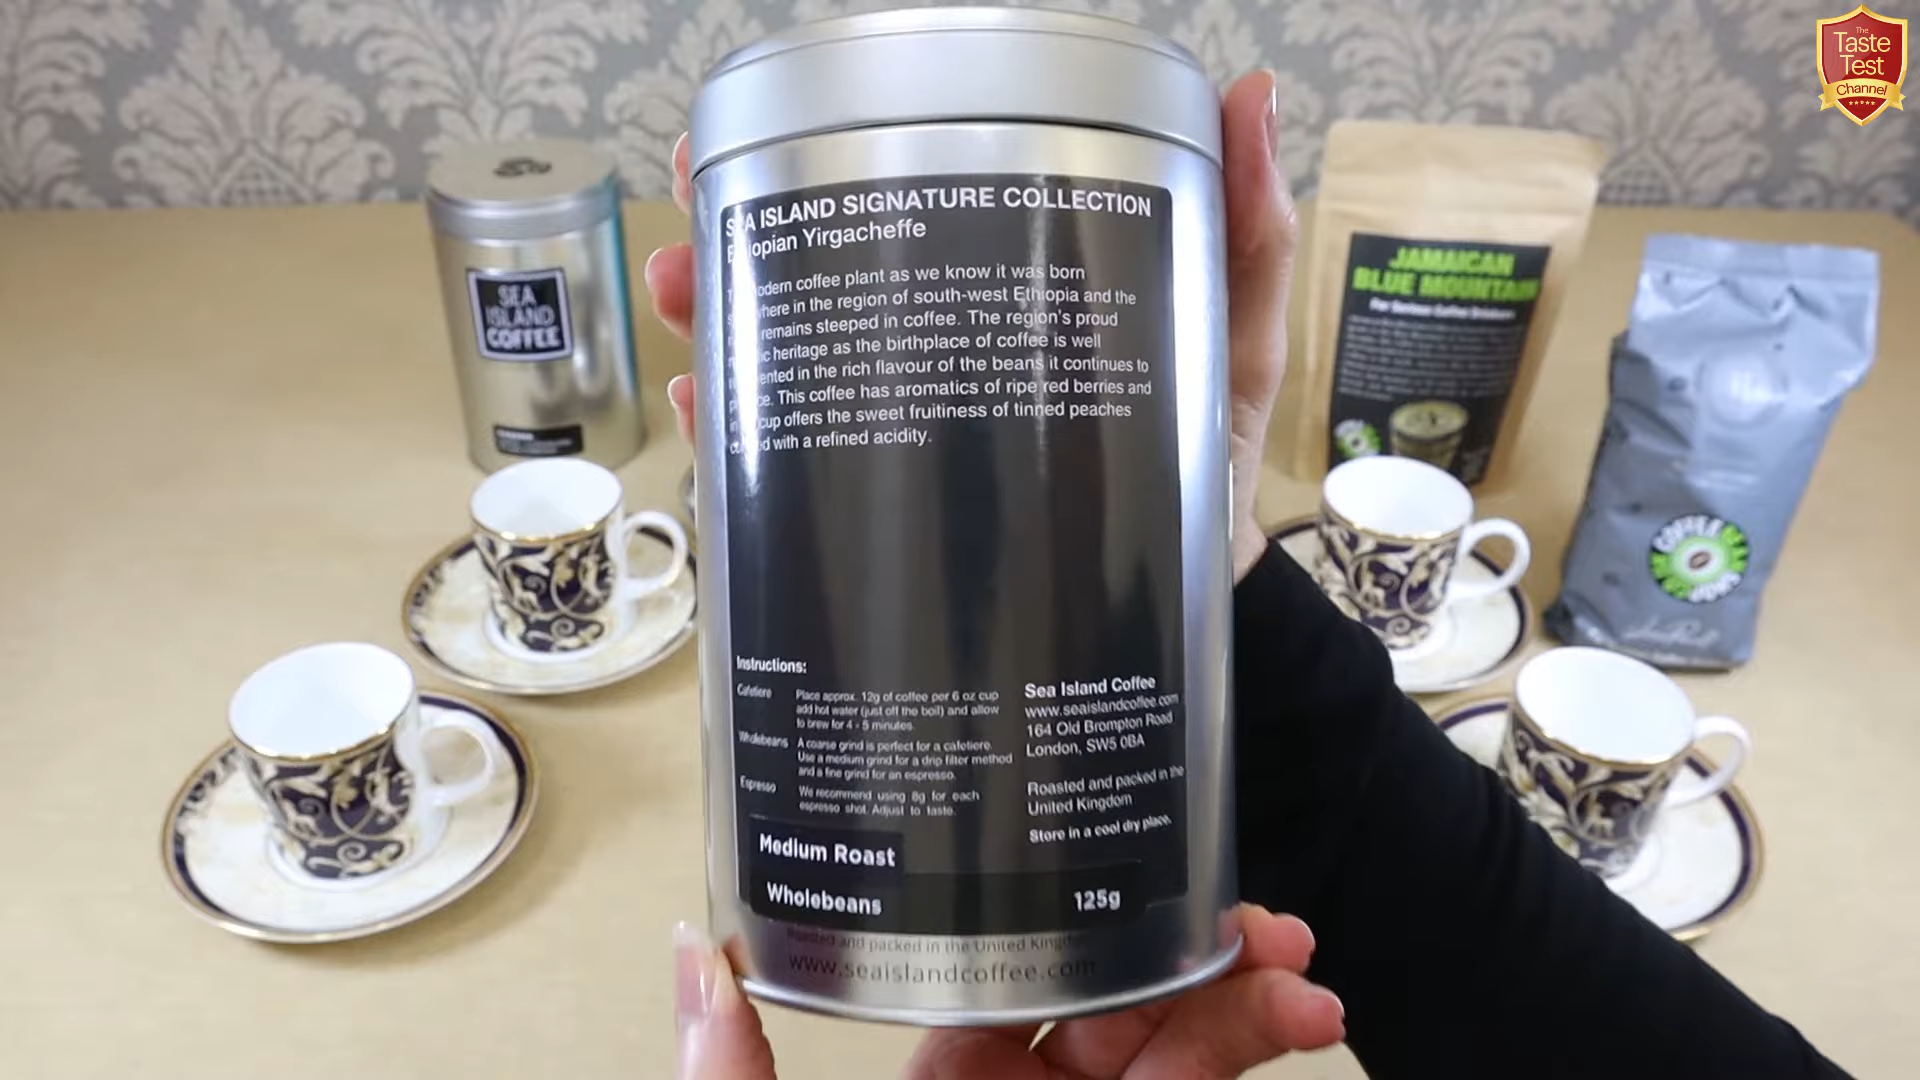 The
Taste
Test
Channel
SEA ISLAND SIGNATURE COLLECTION
Ethiopian Yirgacheffe
modern coffee plant as we know it was born
where in the region of south-west Ethiopia and the
remains steeped in coffee. The region's proud
heritage as the birthplace of coffee is well
in the rich flavour of the beans it continues to
This coffee has aromatics of ripe red berries and
cup offers the sweet fruitiness of tinned peaches
with a refined acidity.
Instructions:
Cafetiere
Place approx. 12g of coffee per 6 oz cup
add hot water (just off the boil) and allow
to brew for 4 - 5 minutes.
Wholebeans
A coarse grind is perfect for a cafetiere.
Use a medium grind for a drip filter method
and a fine grind for an espresso.
Espresso
We recommend using 8g for each
espresso shot. Adjust to taste.
Sea Island Coffee
www.seaislandcoffee.com
164 Old Brompton Road
London, SW5 0BA
Roasted and packed in the
United Kingdom
Store in a cool dry place.
Medium Roast
Wholebeans 125g
Roasted and packed in the United Kingdom
www.seaislandcoffee.com
SEA
ISLAND
COFFEE
JAMAICAN
BLUE MOUNTAIN
For Serious Coffee Drinkers